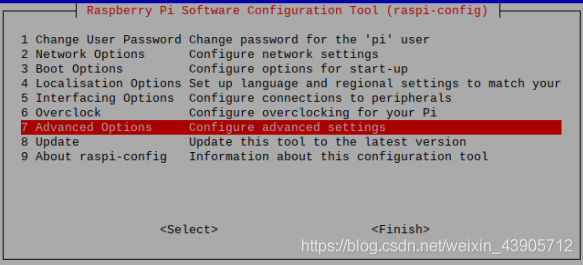 Raspberry Pi Software Configuration Tool (raspi-config)
1 Change User Password Change password for the 'pi' user
2 Network Options Configure network settings
3 Boot Options Configure options for start-up
4 Localisation Options Set up language and regional settings to match your
5 Interfacing Options Configure connections to peripherals
6 Overclock Configure overclocking for your Pi
7 Advanced Options Configure advanced settings
8 Update Update this tool to the latest version
9 About raspi-config Information about this configuration tool
<Select> <Finish>
https://blog.csdn.net/weixin_43905712